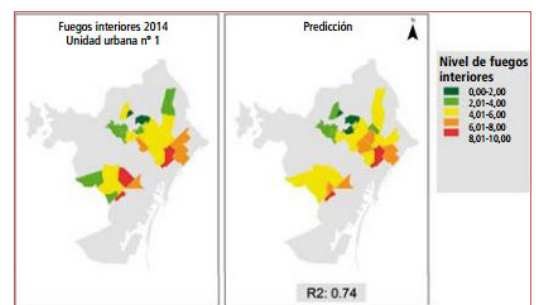 Fuegos interiores 2014
Unidad urbana nº 1
Predicción
N
Nivel de fuegos
interiores
0,00-2,00
2,01-4,00
4,01-6,00
6,01-8,00
8,01-10,00
R2: 0.74